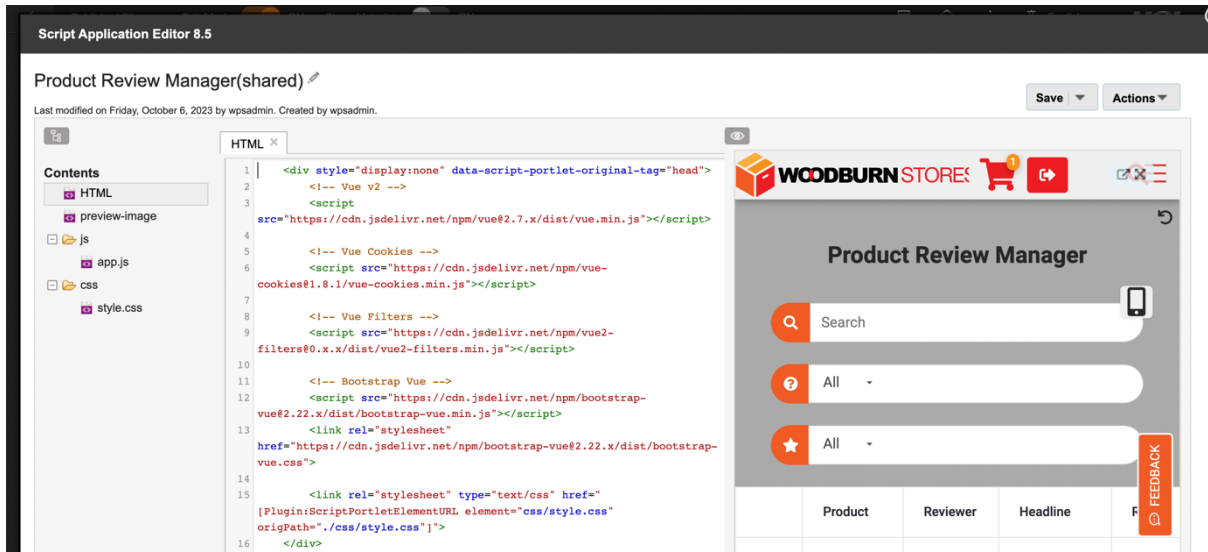 Script Application Editor 8.5
Product Review Manager(shared)
Last modified on Friday, October 6, 2023 by wpsadmin. Created by wpsadmin.
Save
Actions
Contents
HTML
preview-image
js
app.js
css
style.css
HTML
1 <div style="display:none" data-script-portlet-original-tag="head">
2 <!-- Vue v2 -->
3 <script
src="https://cdn.jsdelivr.net/npm/vue@2.7.x/dist/vue.min.js"></script>
4
5 <!-- Vue Cookies -->
6 <script src="https://cdn.jsdelivr.net/npm/vue-
cookies@1.8.1/vue-cookies.min.js"></script>
7
8 <!-- Vue Filters -->
9 <script src="https://cdn.jsdelivr.net/npm/vue2-
filters@0.x.x/dist/vue2-filters.min.js"></script>
10
11 <!-- Bootstrap Vue -->
12 <script src="https://cdn.jsdelivr.net/npm/bootstrap-
vue@2.22.x/dist/bootstrap-vue.min.js"></script>
13 <link rel="stylesheet"
href="https://cdn.jsdelivr.net/npm/bootstrap-vue@2.22.x/dist/bootstrap-
vue.css">
14
15 <link rel="stylesheet" type="text/css" href="
[Plugin:ScriptPortletElementURL element="css/style.css"
origPath="./css/style.css"]">
16 </div>
WOODBURN STORES
1
Product Review Manager
Search
All
All
FEEDBACK
Product Reviewer Headline